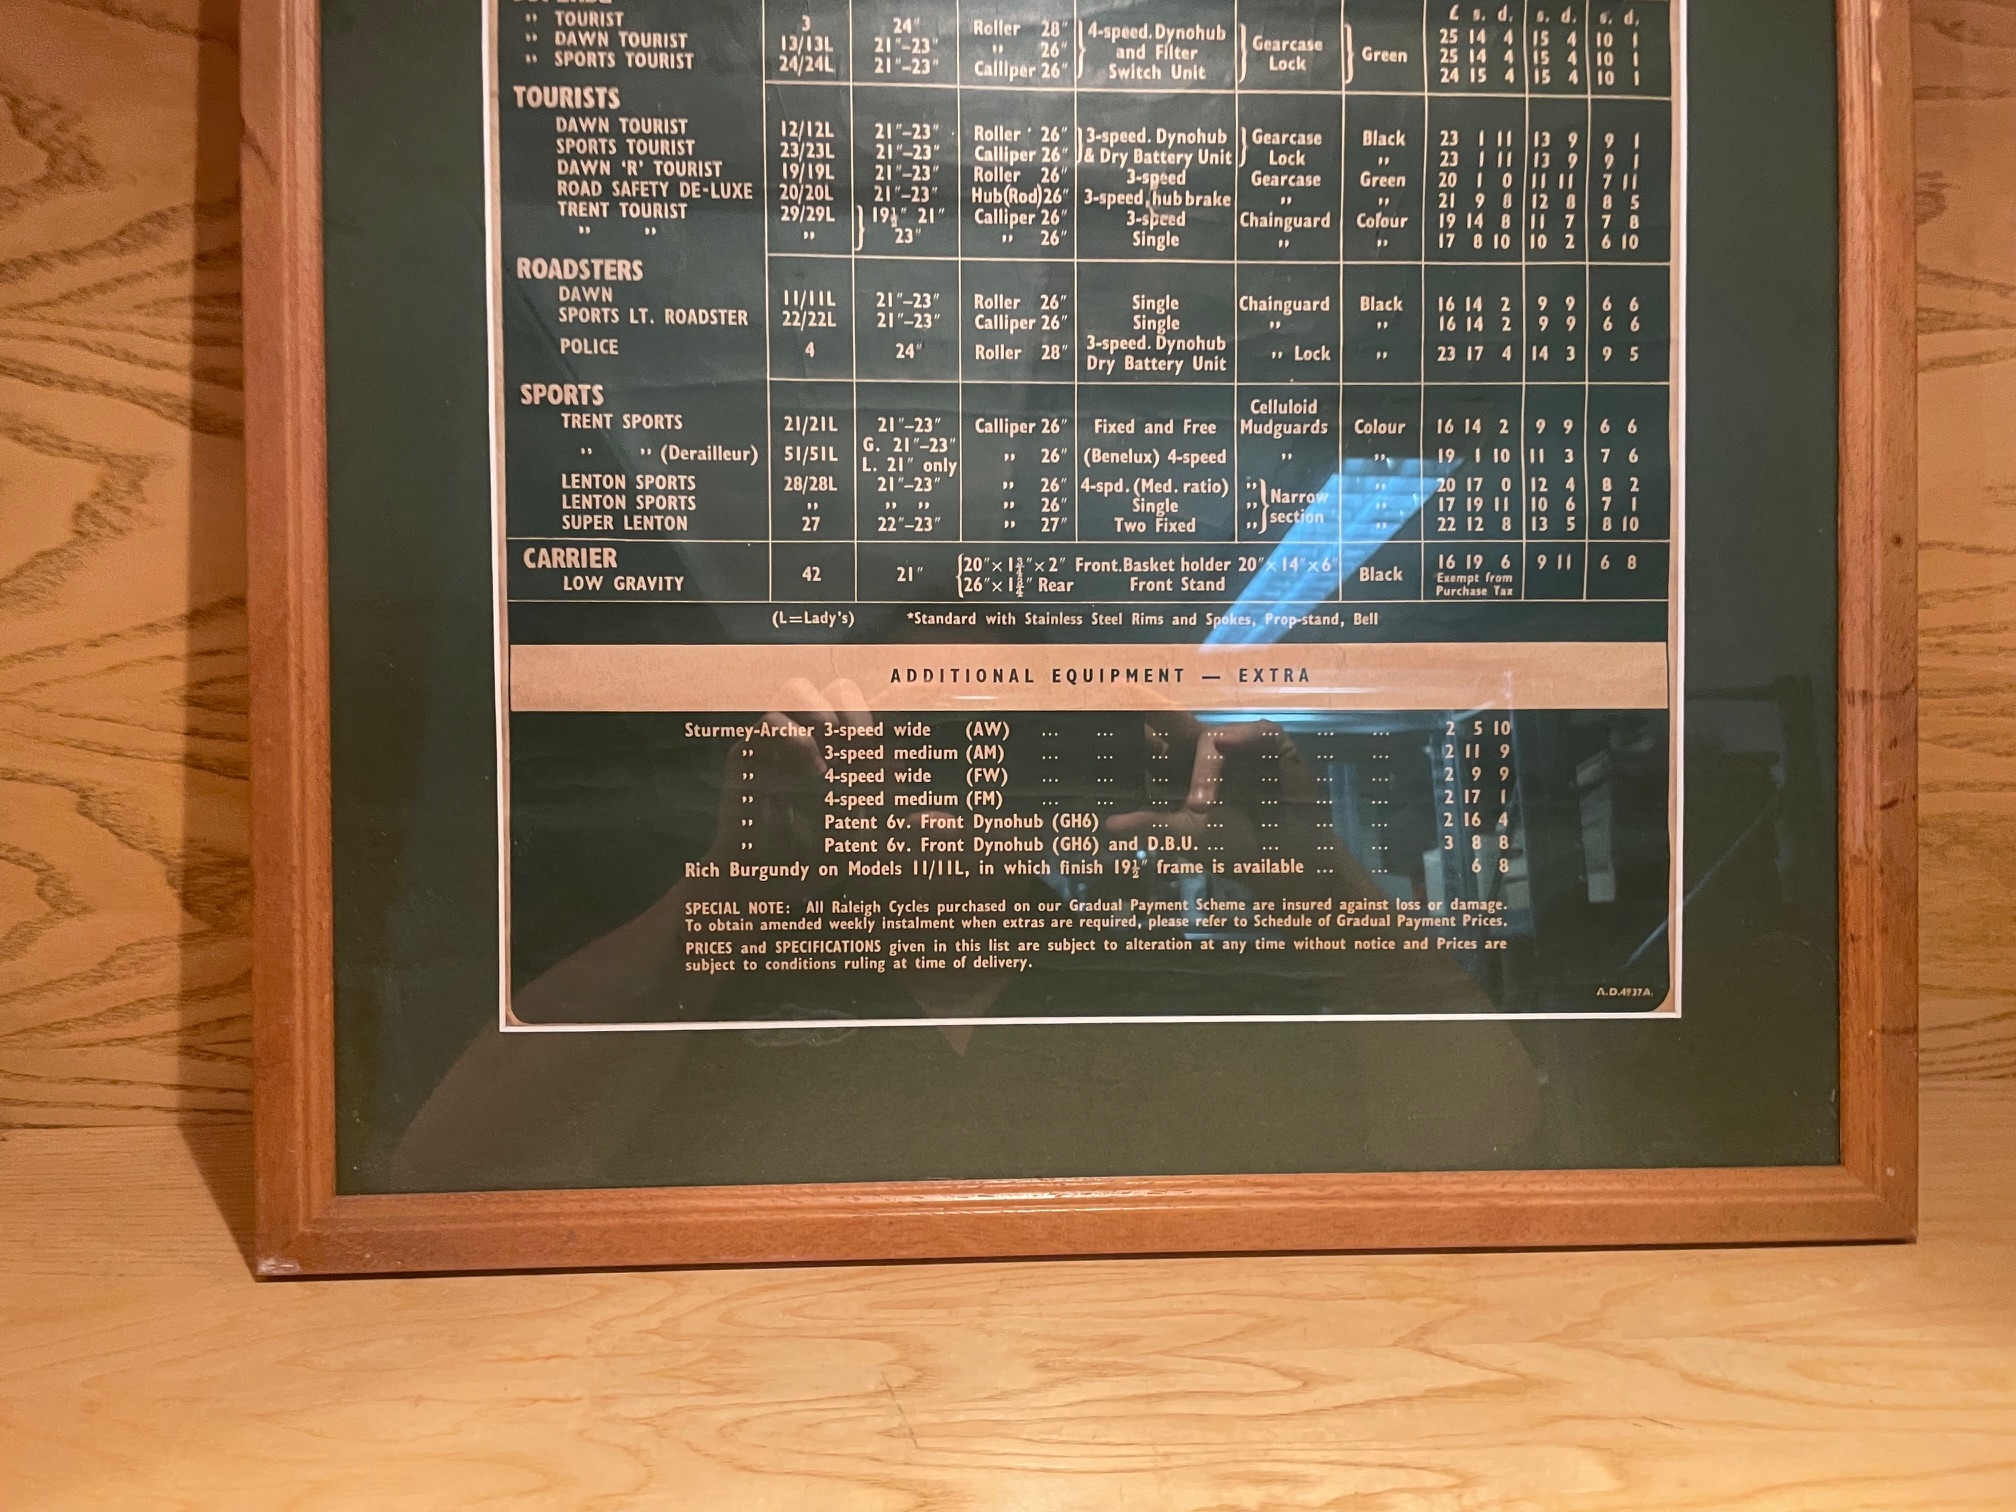 £ s. d. s. d. s. d.
" TOURIST 3 24" Roller 28" 4-speed. Dynohub 25 14 4 15 4 10 1
" DAWN TOURIST 13/13L 21"–23" " 26" and Filter Gearcase Green 25 14 4 15 4 10 1
" SPORTS TOURIST 24/24L 21"–23" Calliper 26" Switch Unit Lock 24 15 4 15 4 10 1
TOURISTS
DAWN TOURIST 12/12L 21"–23" Roller 26" 3-speed. Dynohub Gearcase Black 23 1 11 13 9 9 1
SPORTS TOURIST 23/23L 21"–23" Calliper 26" & Dry Battery Unit Lock " 23 1 11 13 9 9 1
DAWN 'R' TOURIST 19/19L 21"–23" Roller 26" 3-speed Gearcase Green 20 1 0 11 11 7 11
ROAD SAFETY DE-LUXE 20/20L 21"–23" Hub(Rod)26" 3-speed, hub brake " " 21 9 8 12 8 8 5
TRENT TOURIST 29/29L 19½" 21" Calliper 26" 3-speed Chainguard Colour 19 14 8 11 7 7 8
" " " 23" " 26" Single " " 17 8 10 10 2 6 10
ROADSTERS
DAWN 11/11L 21"–23" Roller 26" Single Chainguard Black 16 14 2 9 9 6 6
SPORTS LT. ROADSTER 22/22L 21"–23" Calliper 26" Single " " 16 14 2 9 9 6 6
POLICE 4 24" Roller 28" 3-speed. Dynohub Dry Battery Unit " Lock " 23 17 4 14 3 9 5
SPORTS
TRENT SPORTS 21/21L 21"–23" Calliper 26" Fixed and Free Celluloid Mudguards Colour 16 14 2 9 9 6 6
" " (Derailleur) 51/51L G. 21"–23" L. 21" only " 26" (Benelux) 4-speed " " 19 1 10 11 3 7 6
LENTON SPORTS 28/28L 21"–23" " 26" 4-spd. (Med. ratio) " Narrow " 20 17 0 12 4 8 2
LENTON SPORTS " " " " 26" Single " section " 17 19 11 10 6 7 1
SUPER LENTON 27 22"–23" " 27" Two Fixed " " 22 12 8 13 5 8 10
CARRIER
LOW GRAVITY 42 21" 20"×1¾"×2" Front. Basket holder 20"×14"×6" Black 16 19 6 9 11 6 8
26"×1¾" Rear Front Stand Exempt from Purchase Tax
(L=Lady's) *Standard with Stainless Steel Rims and Spokes, Prop-stand, Bell
ADDITIONAL EQUIPMENT — EXTRA
Sturmey-Archer 3-speed wide (AW) ... ... ... ... ... ... ... 2 5 10
" 3-speed medium (AM) ... ... ... ... ... ... ... 2 11 9
" 4-speed wide (FW) ... ... ... ... ... ... ... 2 9 9
" 4-speed medium (FM) ... ... ... ... ... ... ... 2 17 1
" Patent 6v. Front Dynohub (GH6) ... ... ... ... ... 2 16 4
" Patent 6v. Front Dynohub (GH6) and D.B.U. ... ... ... ... 3 8 8
Rich Burgundy on Models 11/11L, in which finish 19½" frame is available ... ... 6 8
SPECIAL NOTE: All Raleigh Cycles purchased on our Gradual Payment Scheme are insured against loss or damage.
To obtain amended weekly instalment when extras are required, please refer to Schedule of Gradual Payment Prices.
PRICES and SPECIFICATIONS given in this list are subject to alteration at any time without notice and Prices are
subject to conditions ruling at time of delivery.